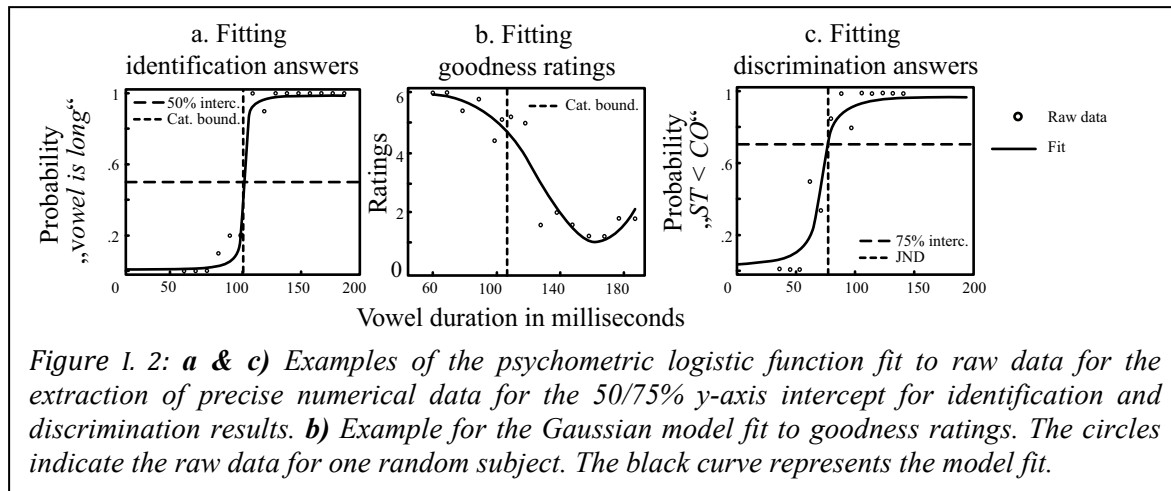 a. Fitting
identification answers
b. Fitting
goodness ratings
c. Fitting
discrimination answers
Probability
„vowel is long“
1
.6
.2
50% interc.
Cat. bound.
0
50
100
150
200
Ratings
6
4
2
0
Cat. bound.
60
100
140
180
Probability
„ST < CO“
1
.6
.2
75% interc.
JND
0
50
100
150
200
Raw data
Fit
Vowel duration in milliseconds
Figure I. 2: a & c) Examples of the psychometric logistic function fit to raw data for the
extraction of precise numerical data for the 50/75% y-axis intercept for identification and
discrimination results. b) Example for the Gaussian model fit to goodness ratings. The circles
indicate the raw data for one random subject. The black curve represents the model fit.